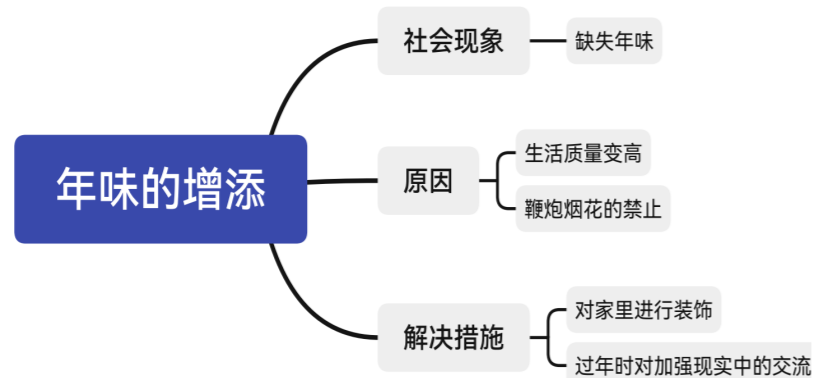 年味的增添
社会现象
缺失年味
原因
生活质量变高
鞭炮烟花的禁止
解决措施
对家里进行装饰
过年时对加强现实中的交流